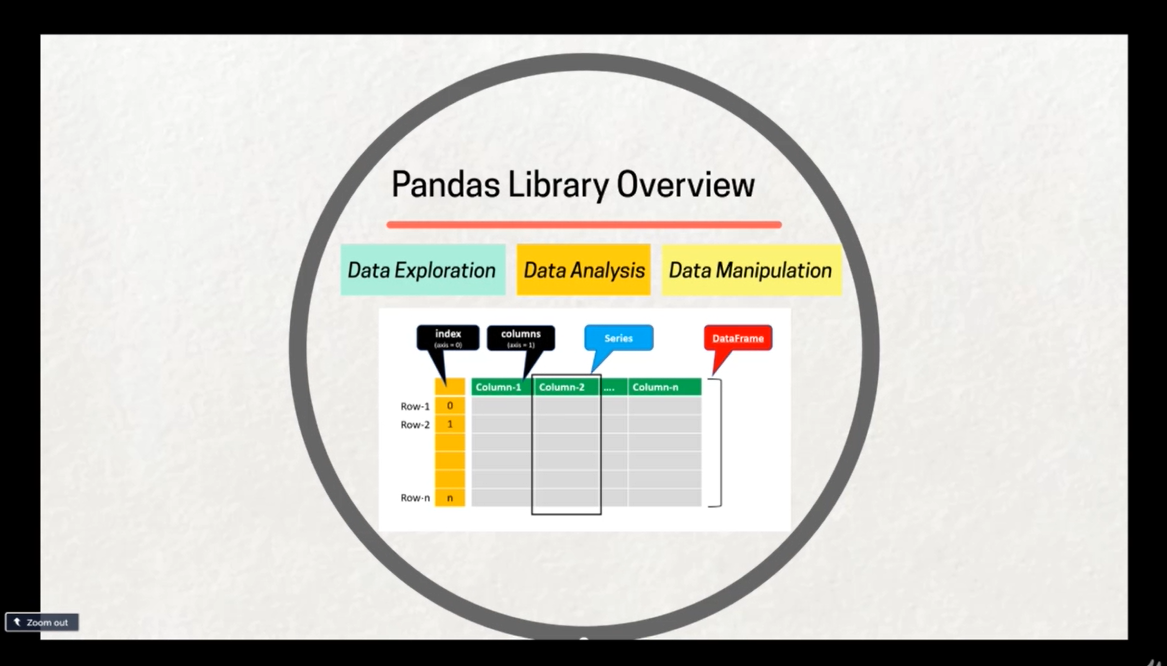 Pandas Library Overview
Data Exploration Data Analysis Data Manipulation
index columns Series DataFrame
(axis = 0) (axis = 1)
Column-1 Column-2 .... Column-n
Row-1 0
Row-2 1
Row-n n
Zoom out